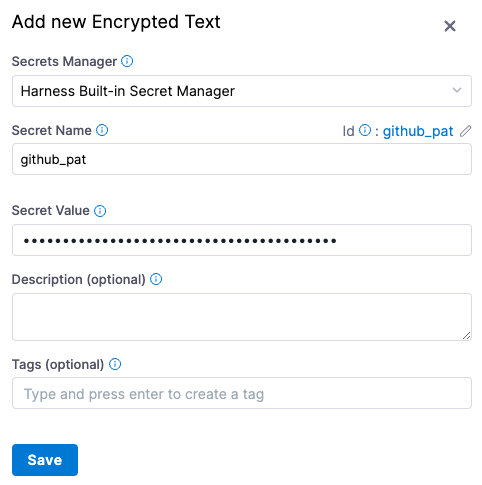 Add new Encrypted Text
Secrets Manager
Harness Built-in Secret Manager
Secret Name
Id : github_pat
github_pat
Secret Value
••••••••••••••••••••••••••••••••••••••••
Description (optional)
Tags (optional)
Type and press enter to create a tag
Save